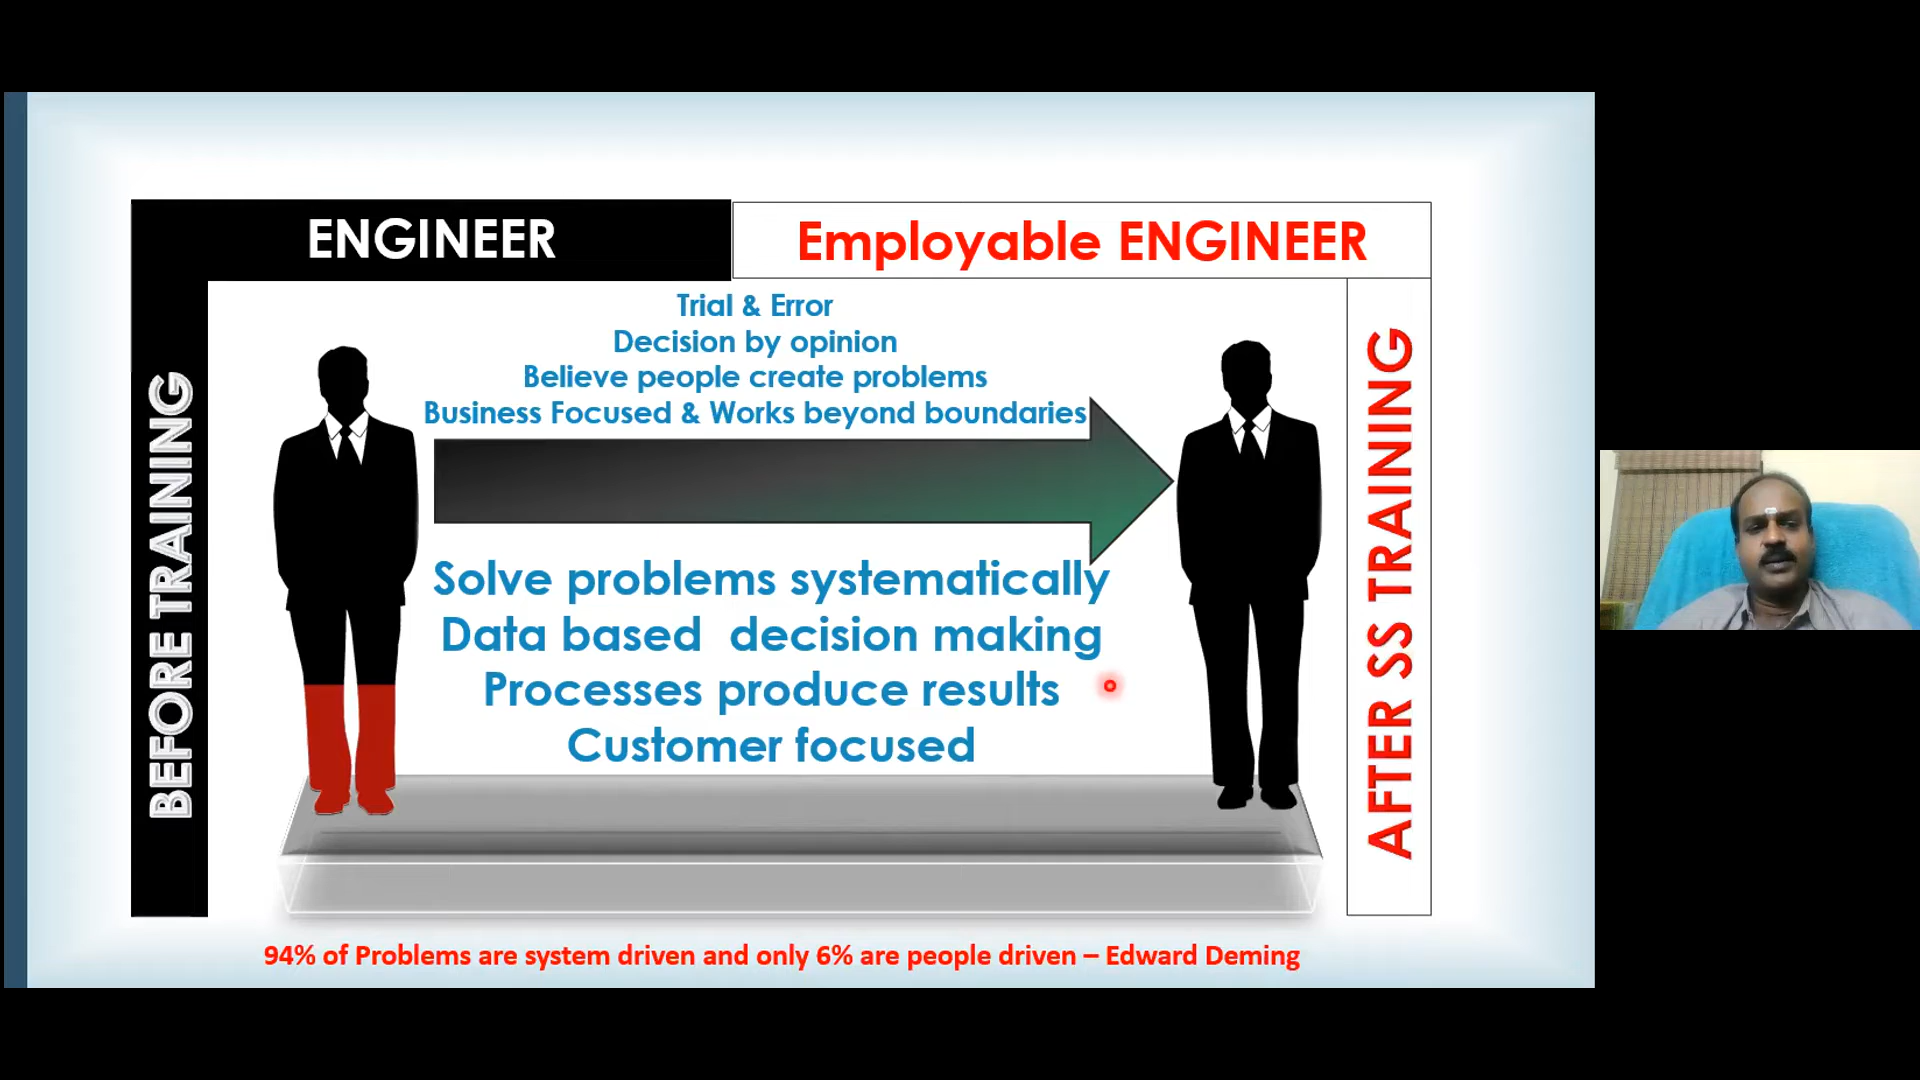 ENGINEER
Employable ENGINEER
BEFORE TRAINING
Trial & Error
Decision by opinion
Believe people create problems
Business Focused & Works beyond boundaries
Solve problems systematically
Data based decision making
Processes produce results
Customer focused
AFTER SS TRAINING
94% of Problems are system driven and only 6% are people driven – Edward Deming